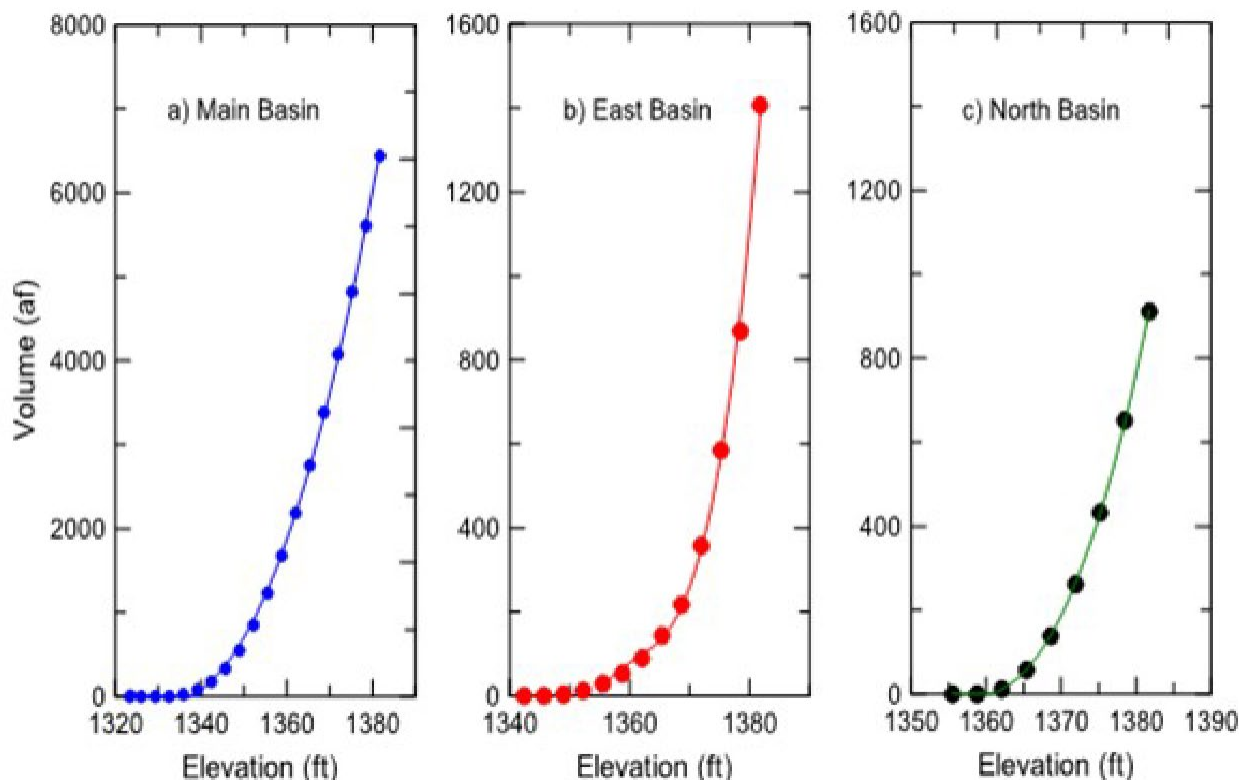 a) Main Basin
Volume (af)
8000
6000
4000
2000
0
1320 1340 1360 1380
Elevation (ft)
b) East Basin
1600
1200
800
400
0
1340 1360 1380
Elevation (ft)
c) North Basin
1600
1200
800
400
0
1350 1360 1370 1380 1390
Elevation (ft)